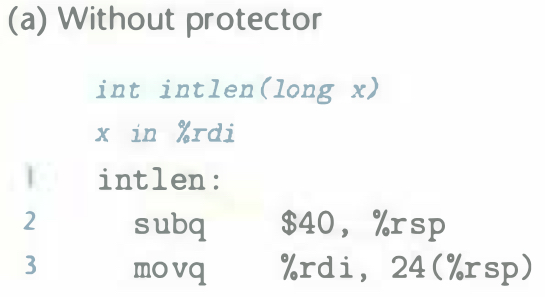 (a) Without protector
int intlen(long x)
x in %rdi
1 intlen:
2 subq $40, %rsp
3 movq %rdi, 24(%rsp)